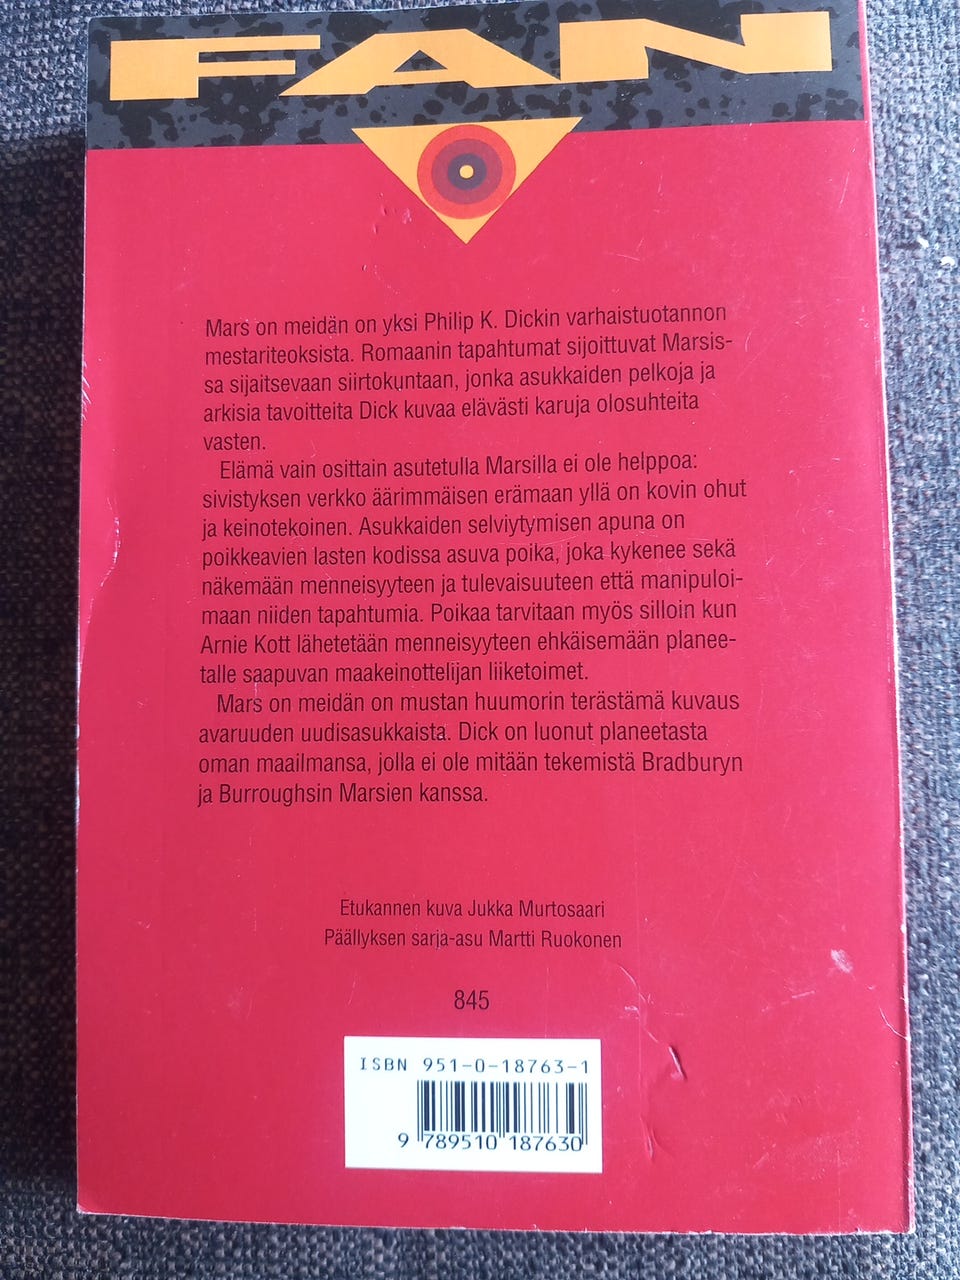 FAN
Mars on meidän on yksi Philip K. Dickin varhaistuotannon
mestariteoksista. Romaanin tapahtumat sijoittuvat Marsis-
sa sijaitsevaan siirtokuntaan, jonka asukkaiden pelkoja ja
arkisia tavoitteita Dick kuvaa elävästi karuja olosuhteita
vasten.
Elämä vain osittain asutetulla Marsilla ei ole helppoa:
sivistyksen verkko äärimmäisen erämaan yllä on kovin ohut
ja keinotekoinen. Asukkaiden selviytymisen apuna on
poikkeavien lasten kodissa asuva poika, joka kykenee sekä
näkemään menneisyyteen ja tulevaisuuteen että manipuloi-
maan niiden tapahtumia. Poikaa tarvitaan myös silloin kun
Arnie Kott lähetetään menneisyyteen ehkäisemään planee-
talle saapuvan maakeinottelijan liiketoimet.
Mars on meidän on mustan huumorin terästämä kuvaus
avaruuden uudisasukkaista. Dick on luonut planeetasta
oman maailmansa, jolla ei ole mitään tekemistä Bradburyn
ja Burroughsin Marsien kanssa.
Etukannen kuva Jukka Murtosaari
Päällyksen sarja-asu Martti Ruokonen
845
ISBN 951-0-18763-1
9 789510 187630